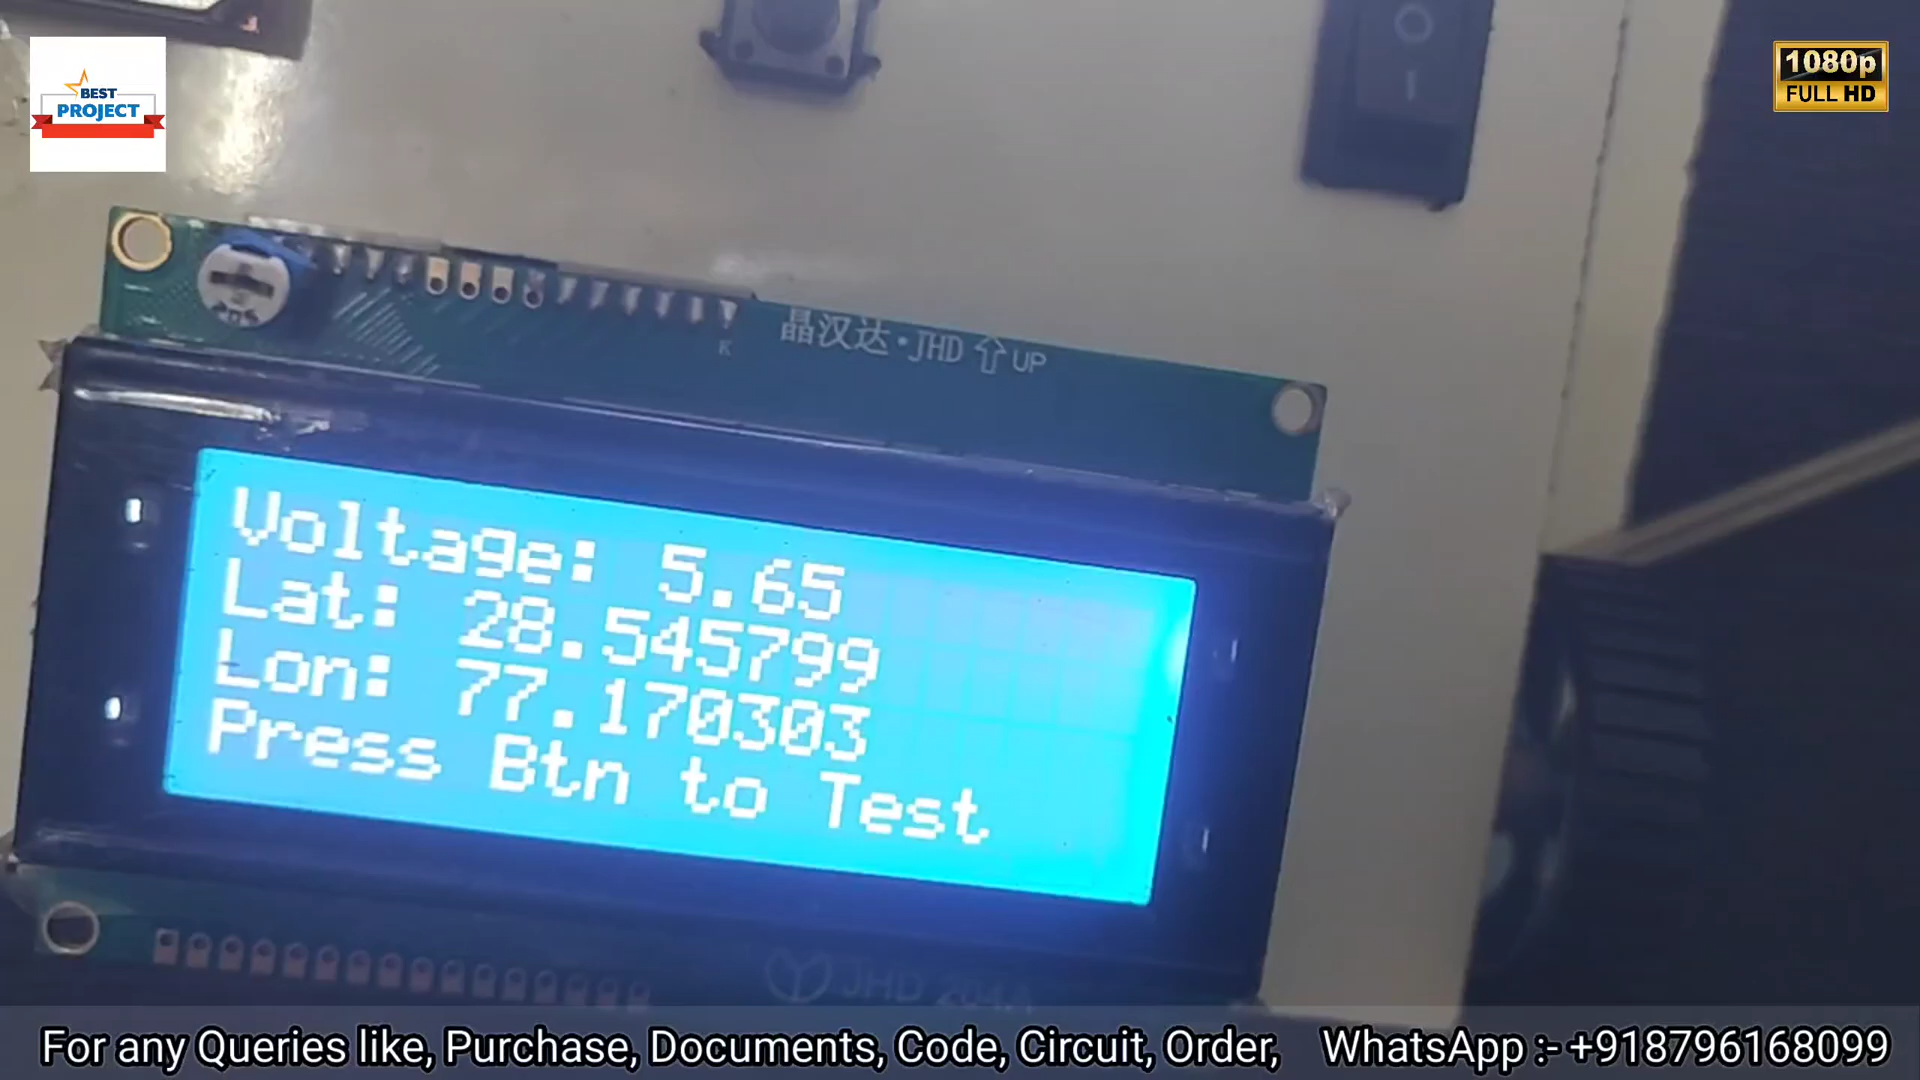 BEST
PROJECT
1080p
FULL HD
K
晶汉达·JHD ⇧ UP
Voltage: 5.65
Lat: 28.545799
Lon: 77.170303
Press Btn to Test
JHD 204A
For any Queries like, Purchase, Documents, Code, Circuit, Order, WhatsApp :- +918796168099